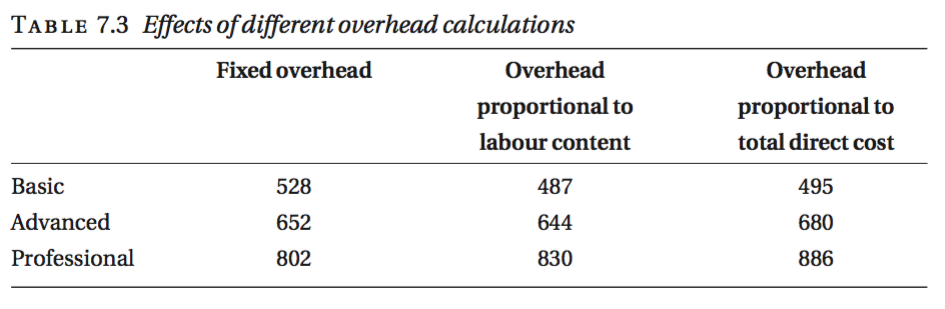 TABLE 7.3 Effects of different overhead calculations
Fixed overhead Overhead proportional to labour content Overhead proportional to total direct cost
Basic 528 487 495
Advanced 652 644 680
Professional 802 830 886